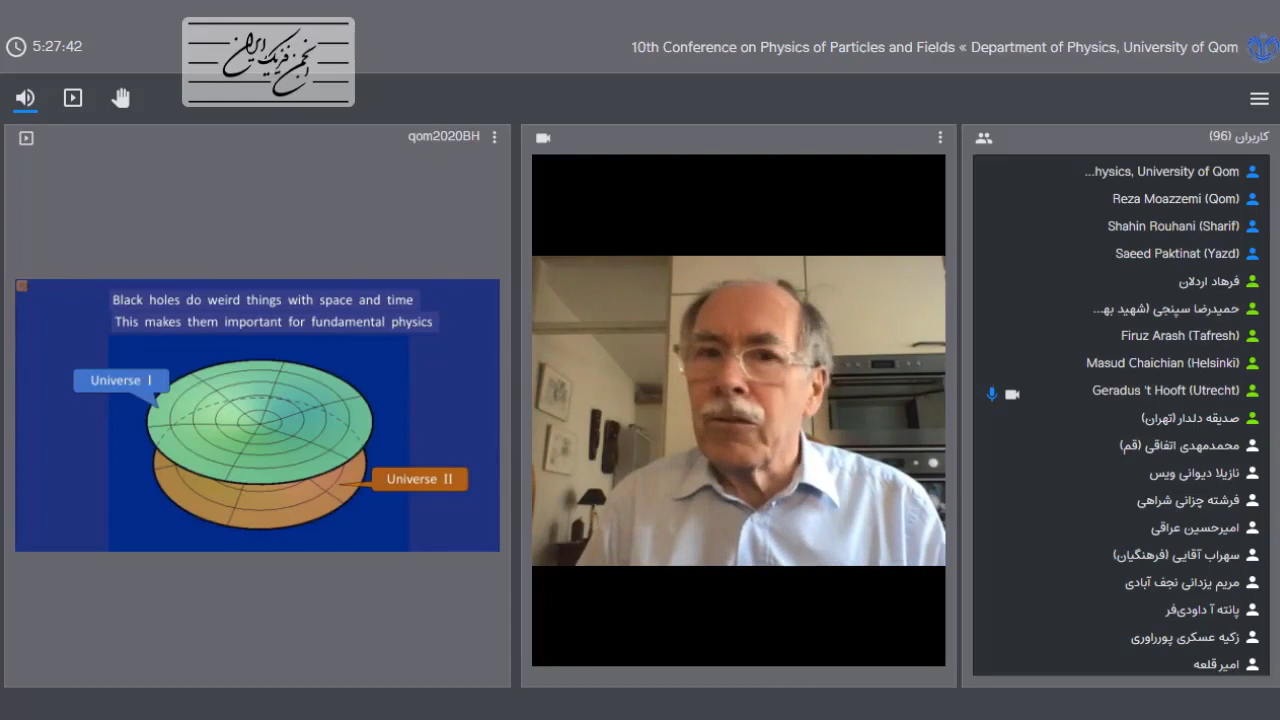 5:27:42
انجمن فیزیک ایران
10th Conference on Physics of Particles and Fields « Department of Physics, University of Qom
qom2020BH
Black holes do weird things with space and time
This makes them important for fundamental physics
Universe I
Universe II
کاربران (96)
...hysics, University of Qom
Reza Moazzemi (Qom)
Shahin Rouhani (Sharif)
Saeed Paktinat (Yazd)
فرهاد اردلان
حمیدرضا سپنجی (شهید بهـ...
Firuz Arash (Tafresh)
Masud Chaichian (Helsinki)
Geradus 't Hooft (Utrecht)
صدیقه دلدار (تهران)
محمدمهدی اتفاقی (قم)
نازیلا دیوانی ویس
فرشته چزانی شراهی
امیرحسین عراقی
سهراب آقایی (فرهنگیان)
مریم یزدانی نجف آبادی
پانته آ داودی‌فر
زکیه عسکری پورراوری
امیر قلعه